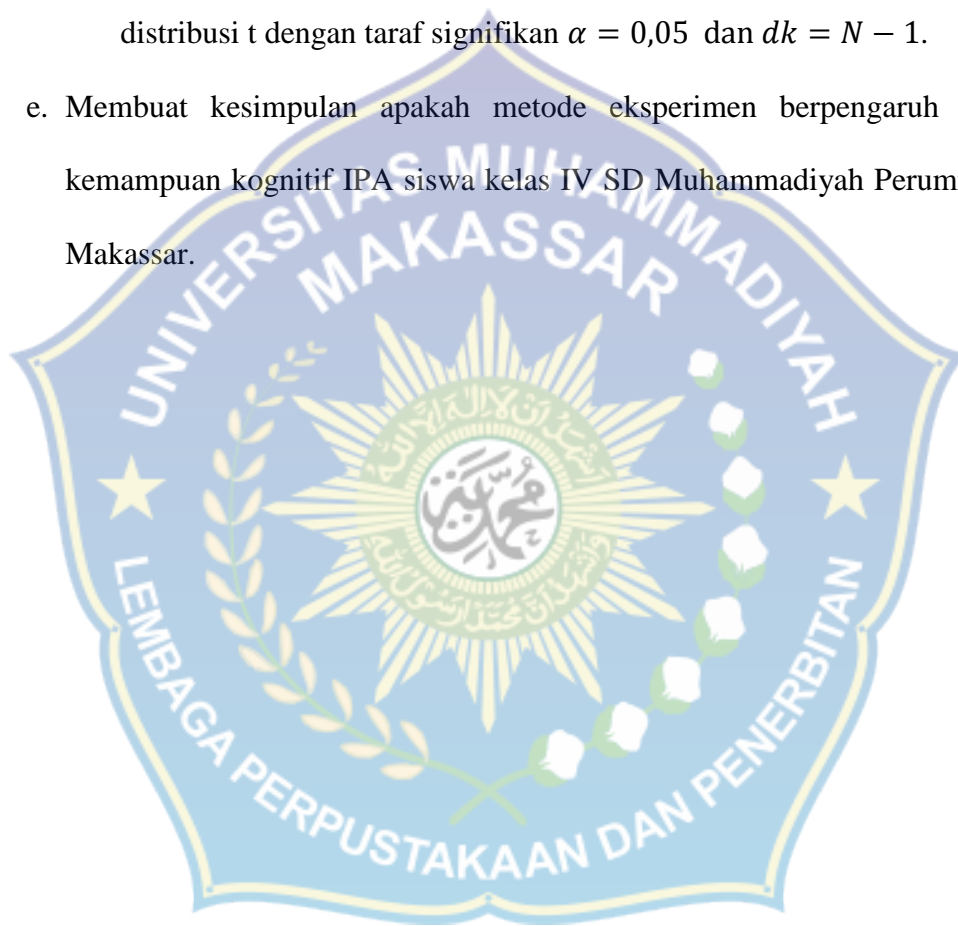 distribusi t dengan taraf signifikan 𝛼 = 0,05 dan 𝑑𝑘 = 𝑁 − 1.
e. Membuat kesimpulan apakah metode eksperimen berpengaruh
kemampuan kognitif IPA siswa kelas IV SD Muhammadiyah Perum
Makassar.
UNIVERSITAS MUHAMMADIYAH
MAKASSAR
محمد
LEMBAGA PERPUSTAKAAN DAN PENERBITAN